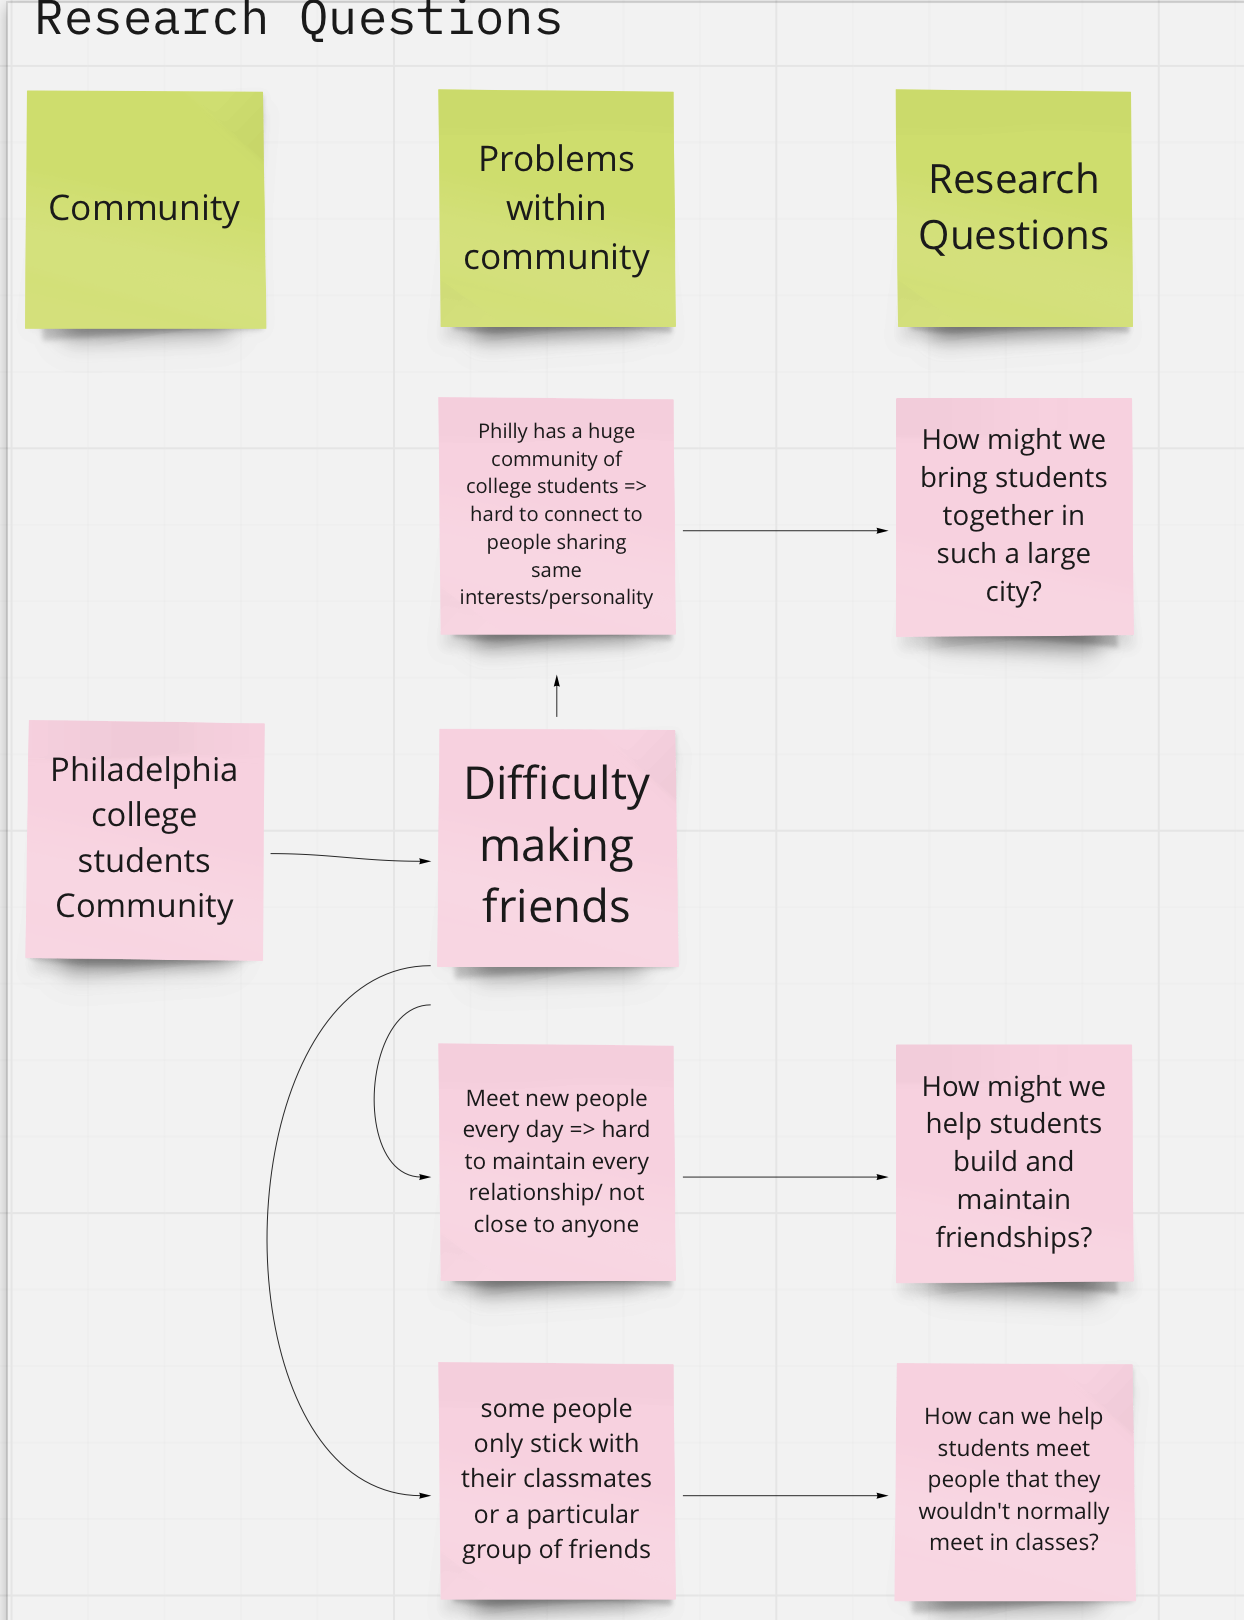 Research Questions
Community
Problems
within
community
Research
Questions
Philly has a huge
community of
college students =>
hard to connect to
people sharing
same
interests/personality
How might we
bring students
together in
such a large
city?
Philadelphia
college
students
Community
Difficulty
making
friends
Meet new people
every day => hard
to maintain every
relationship/ not
close to anyone
How might we
help students
build and
maintain
friendships?
some people
only stick with
their classmates
or a particular
group of friends
How can we help
students meet
people that they
wouldn't normally
meet in classes?